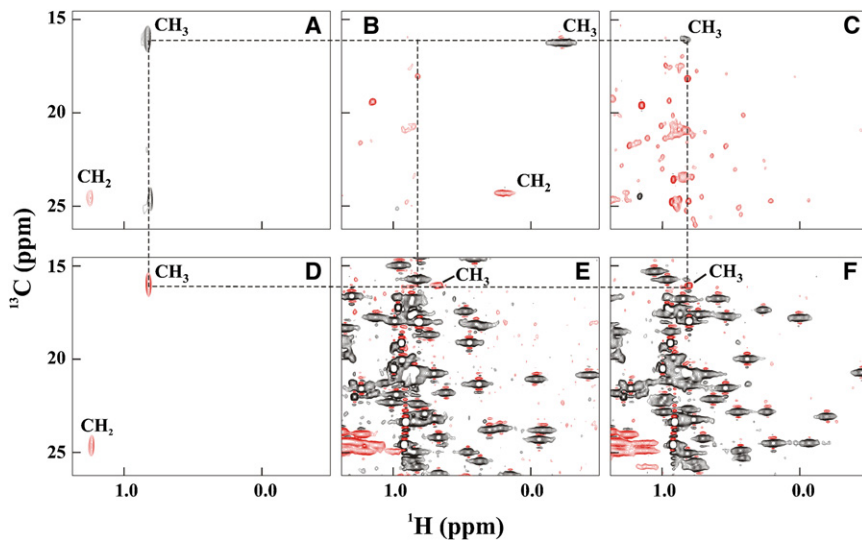 A
B
C
CH₃
CH₃
CH₃
CH₂
CH₂
15
20
25
D
E
F
CH₃
CH₃
CH₃
CH₂
15
20
25
¹³C (ppm)
1.0 0.0
1.0 0.0
1.0 0.0
¹H (ppm)